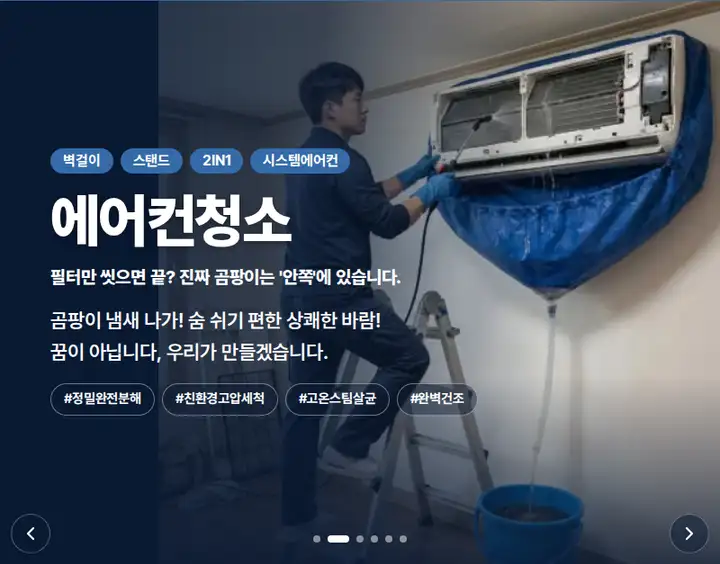 벽걸이 스탠드 2IN1 시스템에어컨
에어컨청소
필터만 씻으면 끝? 진짜 곰팡이는 '안쪽'에 있습니다.
곰팡이 냄새 나가! 숨 쉬기 편한 상쾌한 바람!
꿈이 아닙니다, 우리가 만들겠습니다.
#정밀완전분해 #친환경고압세척 #고온스팀살균 #완벽건조